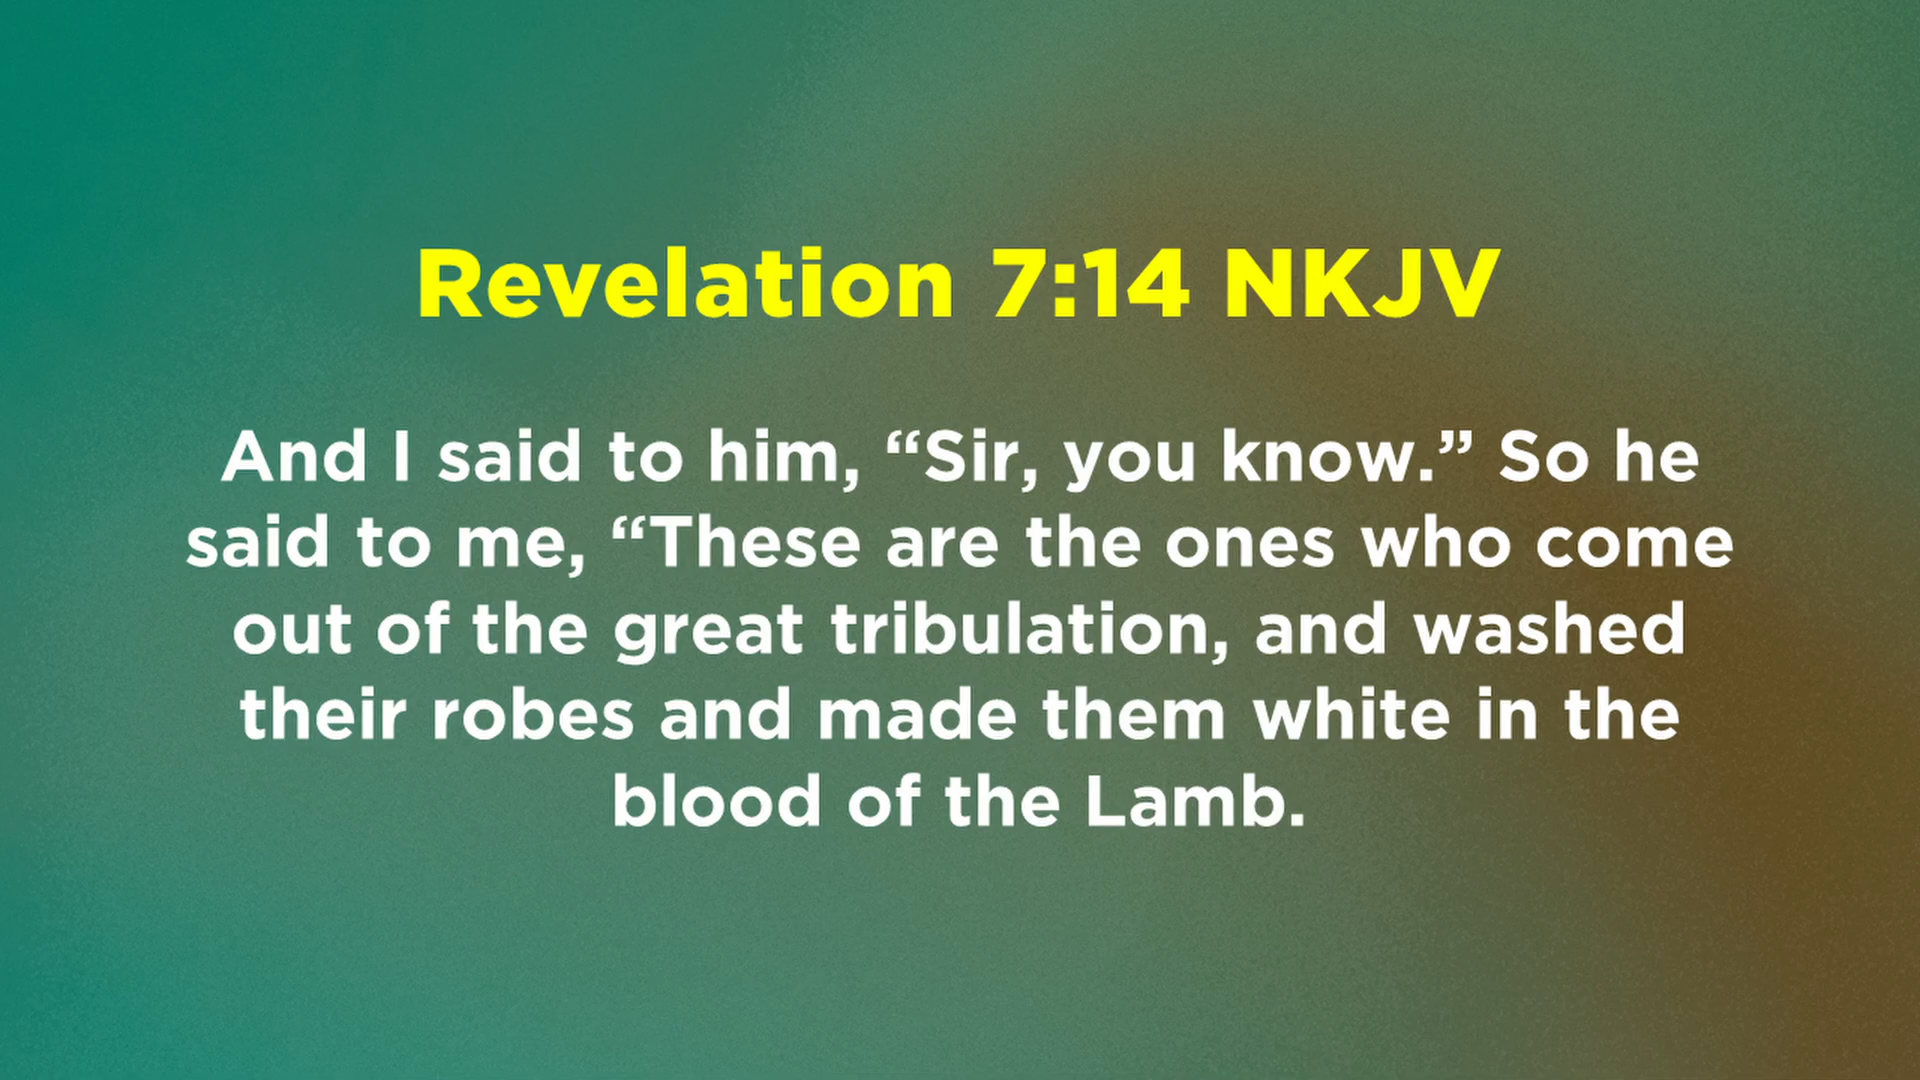 Revelation 7:14 NKJV
And I said to him, “Sir, you know.” So he
said to me, “These are the ones who come
out of the great tribulation, and washed
their robes and made them white in the
blood of the Lamb.